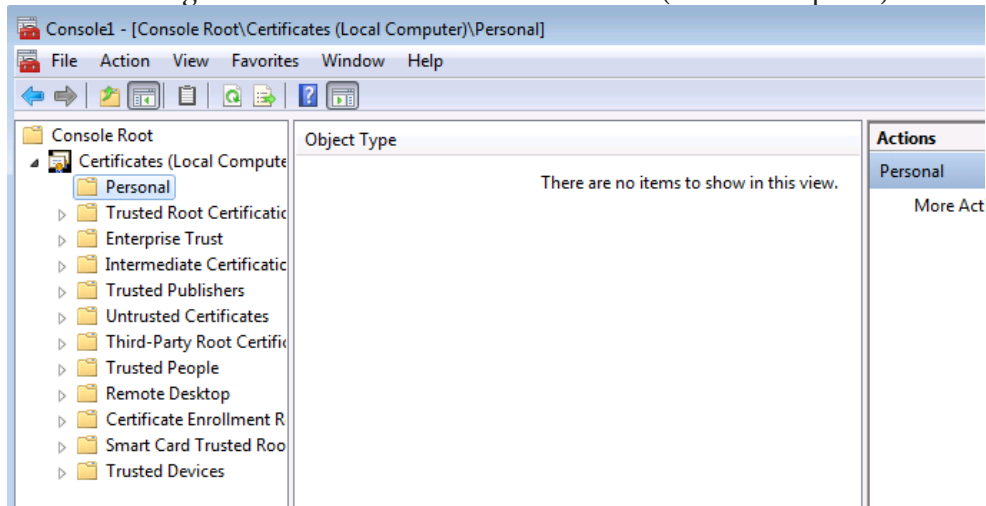 Console1 - [Console Root\Certificates (Local Computer)\Personal]
File Action View Favorites Window Help
Console Root
Certificates (Local Compute
Personal
Trusted Root Certificatic
Enterprise Trust
Intermediate Certificatic
Trusted Publishers
Untrusted Certificates
Third-Party Root Certific
Trusted People
Remote Desktop
Certificate Enrollment R
Smart Card Trusted Roo
Trusted Devices
Object Type
There are no items to show in this view.
Actions
Personal
More Act